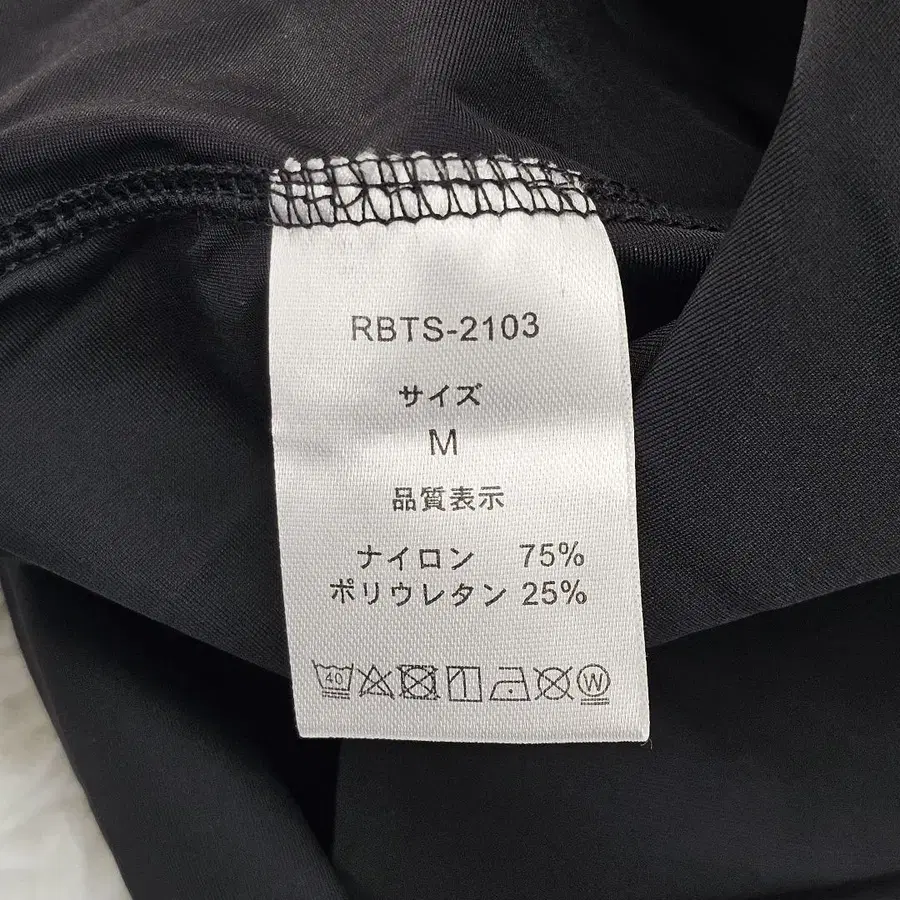 RBTS-2103
サイズ
M
品質表示
ナイロン 75%
ポリウレタン 25%
40 W